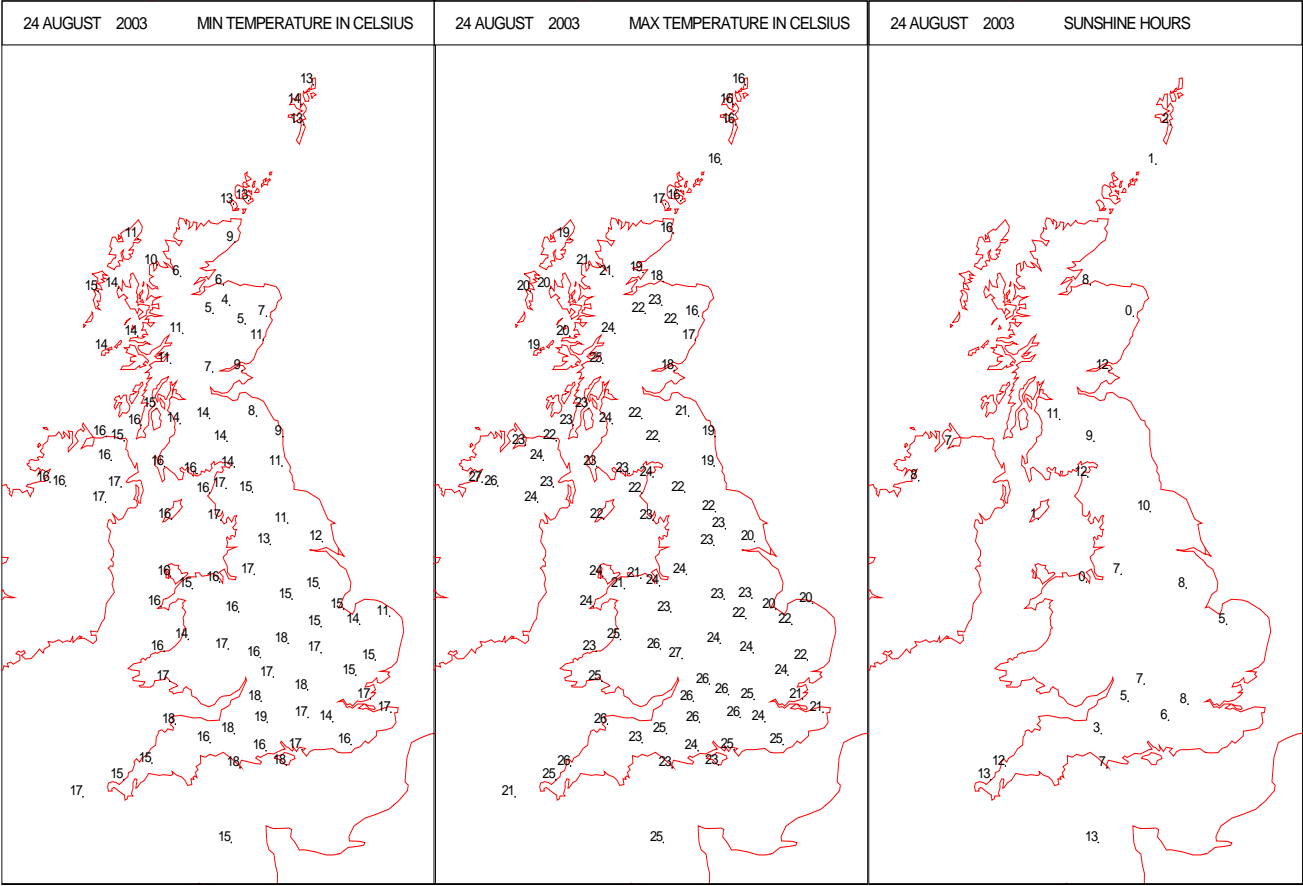 24 AUGUST 2003 MIN TEMPERATURE IN CELSIUS
13
14
13
13 13
11 9
10 6
15 14 6
4
5 5 7
14 11 11
14
11 7 9
15
16 14 14 8
16 15 14 9
16 16 16 14 11
16 16 17 16 17 15
17
16 17 11
13 12
16 15 16 17
15 15
16 16 15 11
15 14
14 17 18
16 16 17 15
17 17 18 15
18 17 17
18 18 19 17 14
16 16 17 16
15 18 18
15
17
15
24 AUGUST 2003 MAX TEMPERATURE IN CELSIUS
16
16
16
16
17 16
19 16
21 21 19 18
20 20
23
22 22 16
20 24 17
19
25 18
23
23 24 22 21
23 22 22 19
23 23 23 24 19
27 26 23 22 22
24
22 23 22
23
23 20
24 21 21 24 24
23 23
24 23 22 20 20
22
25 26 24
23 27 24 22
25 26 26 24
26 25 21
26 25 26 26 24 21
23 24 25 25
26 23 23
25
21
25
24 AUGUST 2003 SUNSHINE HOURS
2
1
8
0
12
11
7 9
8 12
1 10
0 7
8
5
7
5 8
3 6
12 7
13
13